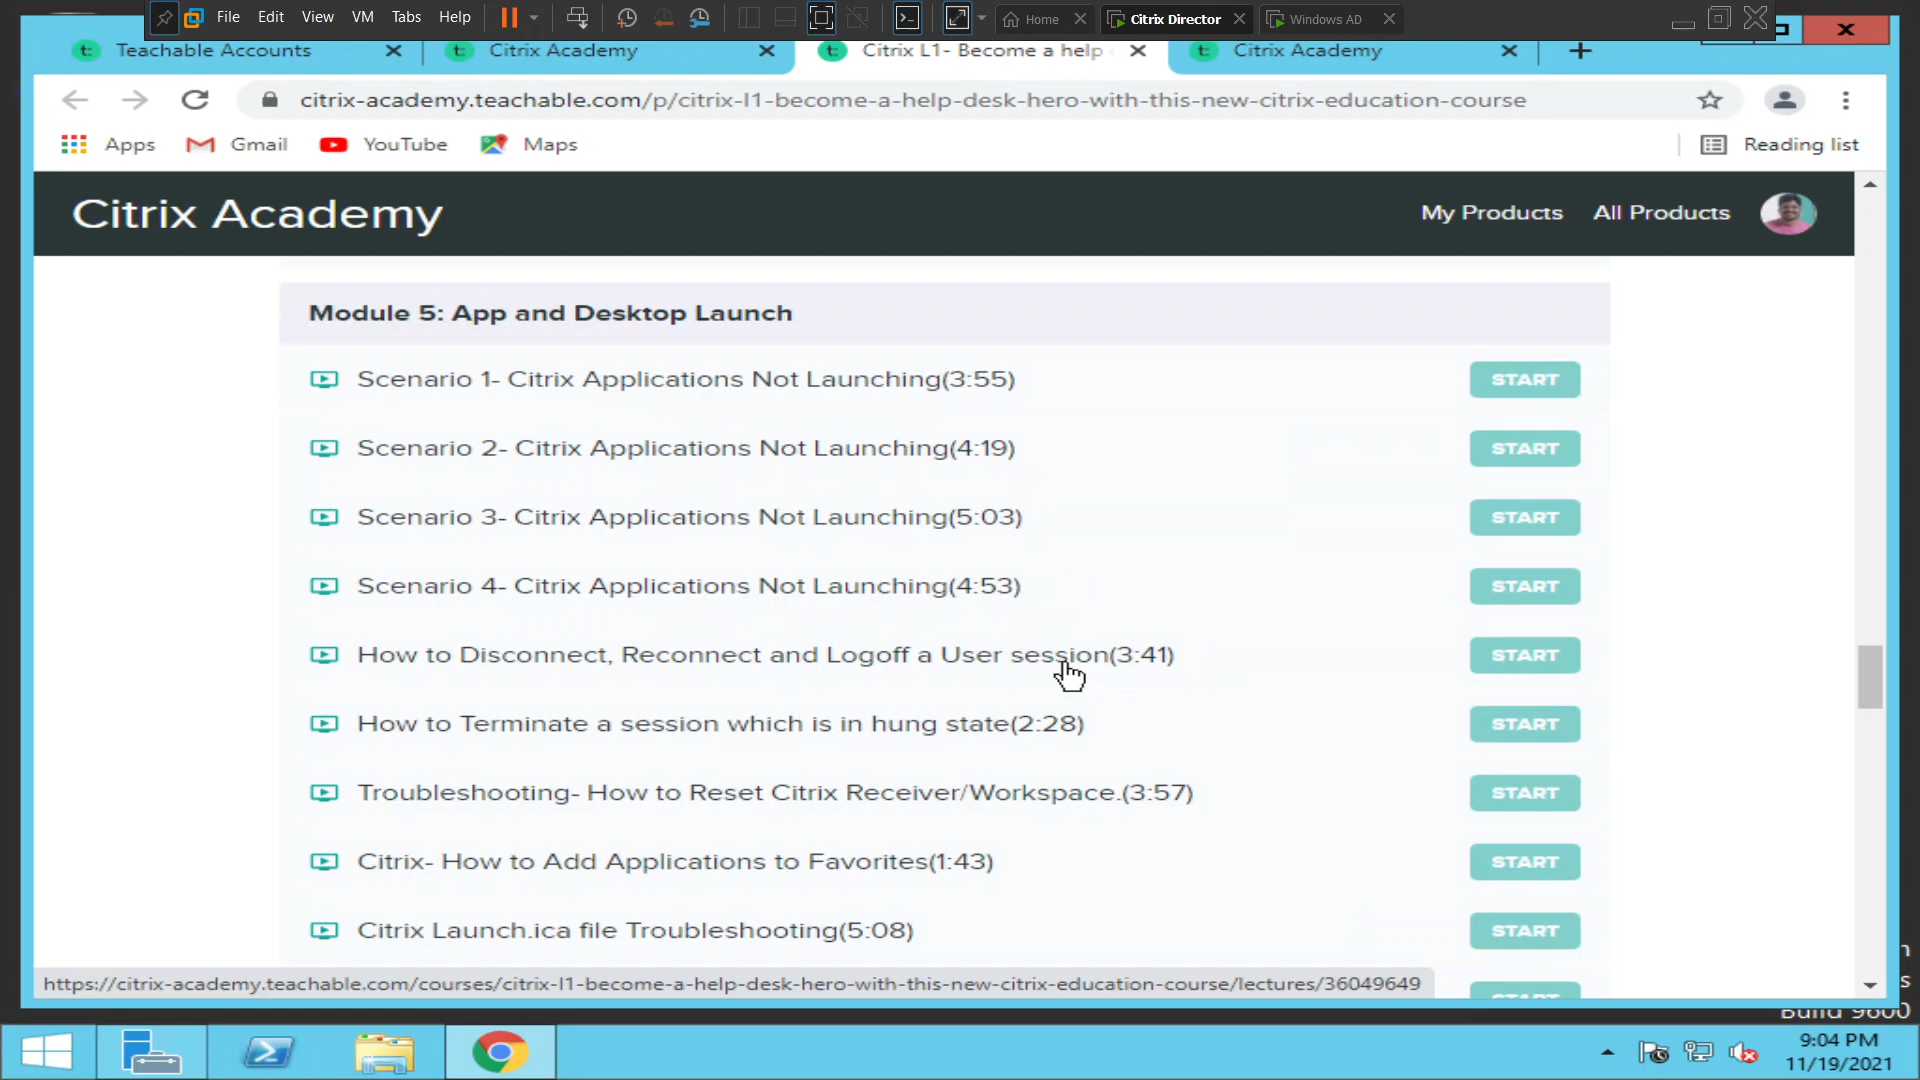 File Edit View VM Tabs Help Home Citrix Director Windows AD
Teachable Accounts Citrix Academy Citrix L1- Become a help Citrix Academy
citrix-academy.teachable.com/p/citrix-l1-become-a-help-desk-hero-with-this-new-citrix-education-course
Apps Gmail YouTube Maps Reading list
Citrix Academy My Products All Products
Module 5: App and Desktop Launch
Scenario 1- Citrix Applications Not Launching(3:55) START
Scenario 2- Citrix Applications Not Launching(4:19) START
Scenario 3- Citrix Applications Not Launching(5:03) START
Scenario 4- Citrix Applications Not Launching(4:53) START
How to Disconnect, Reconnect and Logoff a User session(3:41) START
How to Terminate a session which is in hung state(2:28) START
Troubleshooting- How to Reset Citrix Receiver/Workspace.(3:57) START
Citrix- How to Add Applications to Favorites(1:43) START
Citrix Launch.ica file Troubleshooting(5:08) START
https://citrix-academy.teachable.com/courses/citrix-l1-become-a-help-desk-hero-with-this-new-citrix-education-course/lectures/36049649
START
Build 9600
9:04 PM
11/19/2021